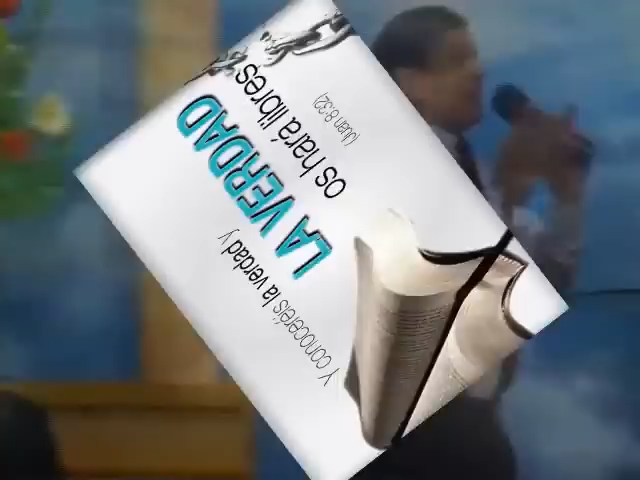 Y conoceréis la verdad y
LA VERDAD
os hará libres
(Juan 8:32)